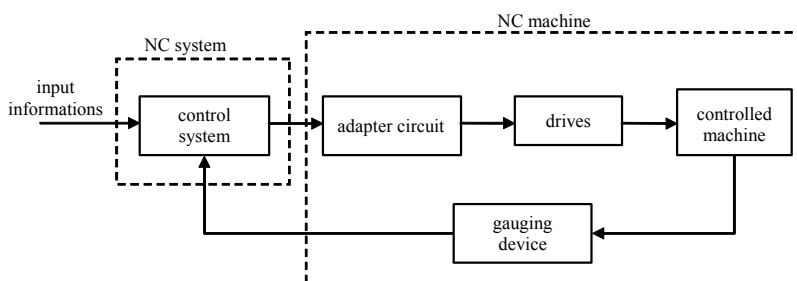 NC machine
NC system
input
informations
control
system
adapter circuit
drives
controlled
machine
gauging
device